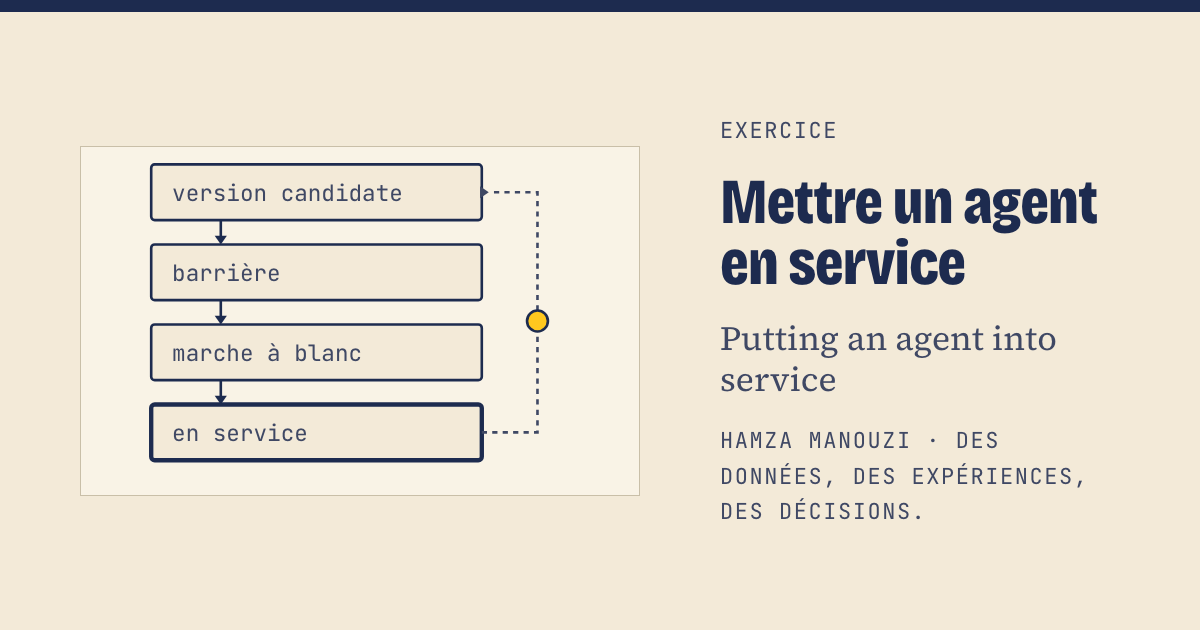 version candidate
barrière
marche à blanc
en service
EXERCICE
Mettre un agent
en service
Putting an agent into
service
HAMZA MANOUZI · DES
DONNÉES, DES EXPÉRIENCES,
DES DÉCISIONS.